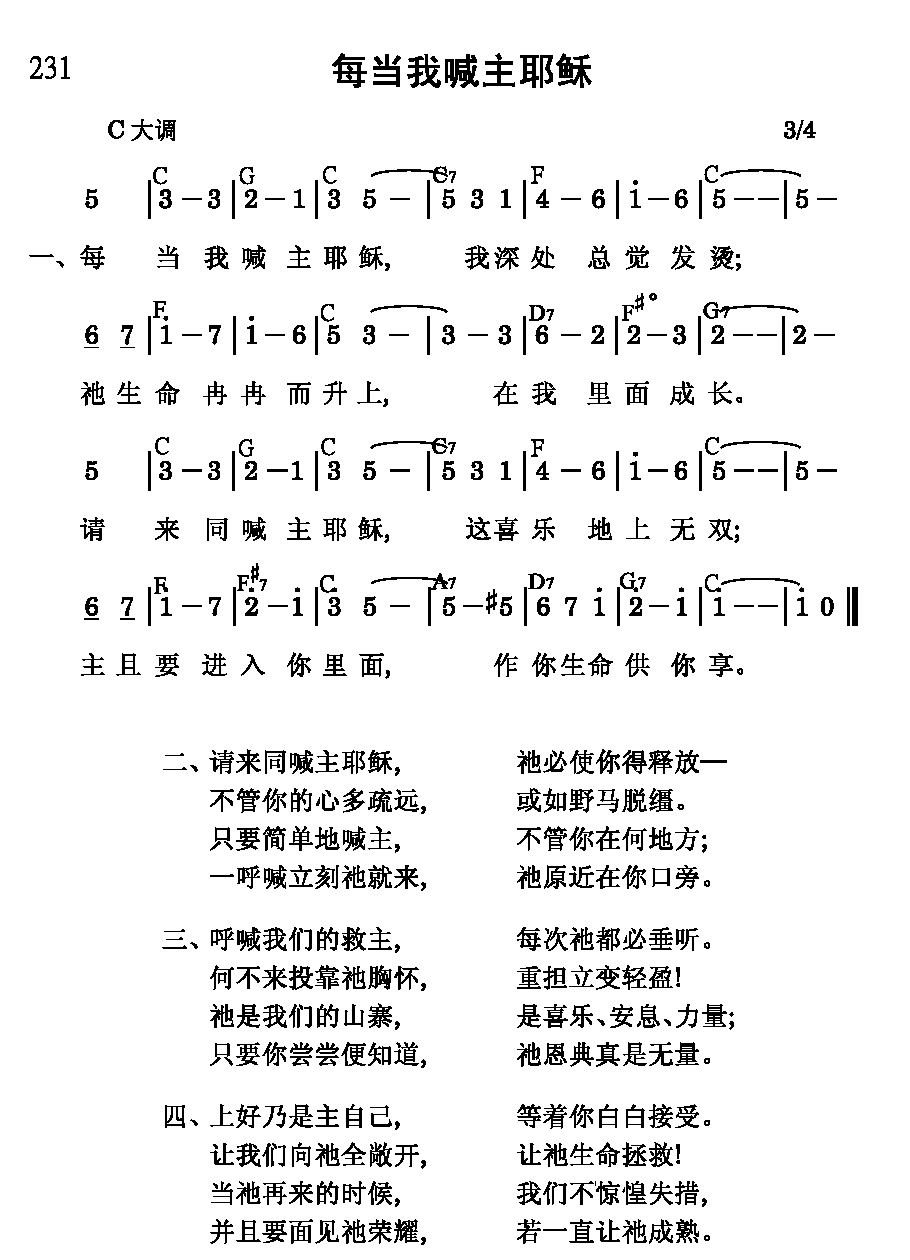 231 每当我喊主耶稣
C 大调 3/4
C G C C7 F C
5 |3－3|2－1|3 5－|5 3 1|4－6|i－6|5－－|5－
一、每 当 我 喊 主 耶 稣, 我 深 处 总 觉 发 烫;
F C D7 F♯° G7
6 7 |i－7|i－6|5 3－|3－3|6－2|2－3|2－－|2－
祂 生 命 冉 冉 而 升 上, 在 我 里 面 成 长。
C G C C7 F C
5 |3－3|2－1|3 5－|5 3 1|4－6|i－6|5－－|5－
请 来 同 喊 主 耶 稣, 这 喜 乐 地 上 无 双;
F F♯7 C A7 D7 G7 C
6 7 |i－7|2̇－i|3̇ 5－|5－♯5|6 7 i|2̇－i|i－－|i 0‖
主 且 要 进 入 你 里 面, 作 你 生 命 供 你 享。
二、请来同喊主耶稣, 祂必使你得释放─
不管你的心多疏远, 或如野马脱缰。
只要简单地喊主, 不管你在何地方;
一呼喊立刻祂就来, 祂原近在你口旁。
三、呼喊我们的救主, 每次祂都必垂听。
何不来投靠祂胸怀, 重担立变轻盈!
祂是我们的山寨, 是喜乐、安息、力量;
只要你尝尝便知道, 祂恩典真是无量。
四、上好乃是主自己, 等着你白白接受。
让我们向祂全敞开, 让祂生命拯救!
当祂再来的时候, 我们不惊惶失措,
并且要面见祂荣耀, 若一直让祂成熟。